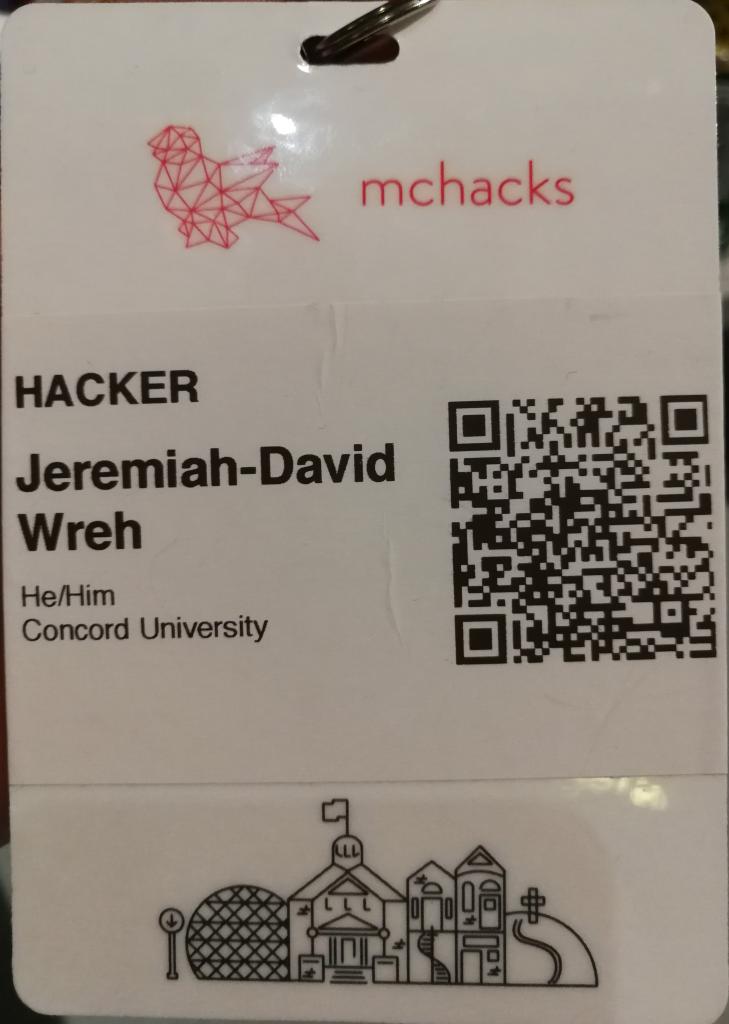 mchacks
HACKER
Jeremiah-David
Wreh
He/Him
Concord University